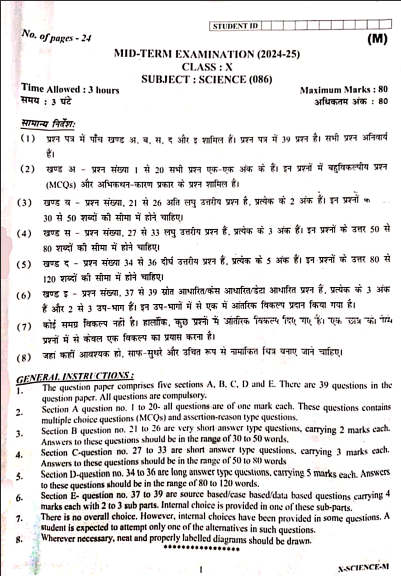 STUDENT ID
No. of pages - 24
(M)
MID-TERM EXAMINATION (2024-25)
CLASS : X
SUBJECT : SCIENCE (086)
Time Allowed : 3 hours Maximum Marks : 80
समय : 3 घंटे अधिकतम अंक : 80
सामान्य निर्देश:
(1) प्रश्न पत्र में पाँच खण्ड अ, ब, स, द और इ शामिल हैं। प्रश्न पत्र में 39 प्रश्न हैं। सभी प्रश्न अनिवार्य
हैं।
(2) खण्ड अ – प्रश्न संख्या 1 से 20 सभी प्रश्न एक-एक अंक के हैं। इन प्रश्नों में बहुविकल्पीय प्रश्न
(MCQs) और अभिकथन-कारण प्रकार के प्रश्न शामिल हैं।
(3) खण्ड ब – प्रश्न संख्या, 21 से 26 अति लघु उत्तरीय प्रश्न हैं, प्रत्येक के 2 अंक हैं। इन प्रश्नों
30 से 50 शब्दों की सीमा में होने चाहिए।
(4) खण्ड स – प्रश्न संख्या, 27 से 33 लघु उत्तरीय प्रश्न हैं, प्रत्येक के 3 अंक हैं। इन प्रश्नों के उत्तर 50 से
80 शब्दों की सीमा में होने चाहिए।
(5) खण्ड द – प्रश्न संख्या 34 से 36 दीर्घ उत्तरीय प्रश्न हैं, प्रत्येक के 5 अंक हैं। इन प्रश्नों के उत्तर 80 से
120 शब्दों की सीमा में होने चाहिए।
(6) खण्ड इ – प्रश्न संख्या, 37 से 39 स्रोत आधारित/केस आधारित/डेटा आधारित प्रश्न हैं, प्रत्येक के 3 अंक
हैं और 2 से 3 उप-भाग हैं। इन उप-भागों में से एक में आंतरिक विकल्प प्रदान किया गया है।
(7) कोई समग्र विकल्प नहीं है। हालांकि, कुछ प्रश्नों में आंतरिक विकल्प दिए गए हैं। एक छात्र को
प्रश्नों में से केवल एक विकल्प का प्रयास करना है।
(8) जहां कहीं आवश्यक हो, साफ-सुथरे और उचित रूप से नामांकित चित्र बनाए जाने चाहिए।
GENERAL INSTRUCTIONS :
1. The question paper comprises five sections A, B, C, D and E. There are 39 questions in the
question paper. All questions are compulsory.
2. Section A question no. 1 to 20- all questions are of one mark each. These questions contains
multiple choice questions (MCQs) and assertion-reason type questions.
3. Section B question no. 21 to 26 are very short answer type questions, carrying 2 marks each.
Answers to these questions should be in the range of 30 to 50 words.
4. Section C-question no. 27 to 33 are short answer type questions, carrying 3 marks each.
Answers to these questions should be in the range of 50 to 80 words
5. Section D-question no. 34 to 36 are long answer type questions, carrying 5 marks each. Answers
to these questions should be in the range of 80 to 120 words.
6. Section E- question no. 37 to 39 are source based/case based/data based questions carrying 4
marks each with 2 to 3 sub parts. Internal choice is provided in one of these sub-parts.
7. There is no overall choice. However, internal choices have been provided in some questions. A
student is expected to attempt only one of the alternatives in such questions.
8. Wherever necessary, neat and properly labelled diagrams should be drawn.
*****************
1 X-SCIENCE-M